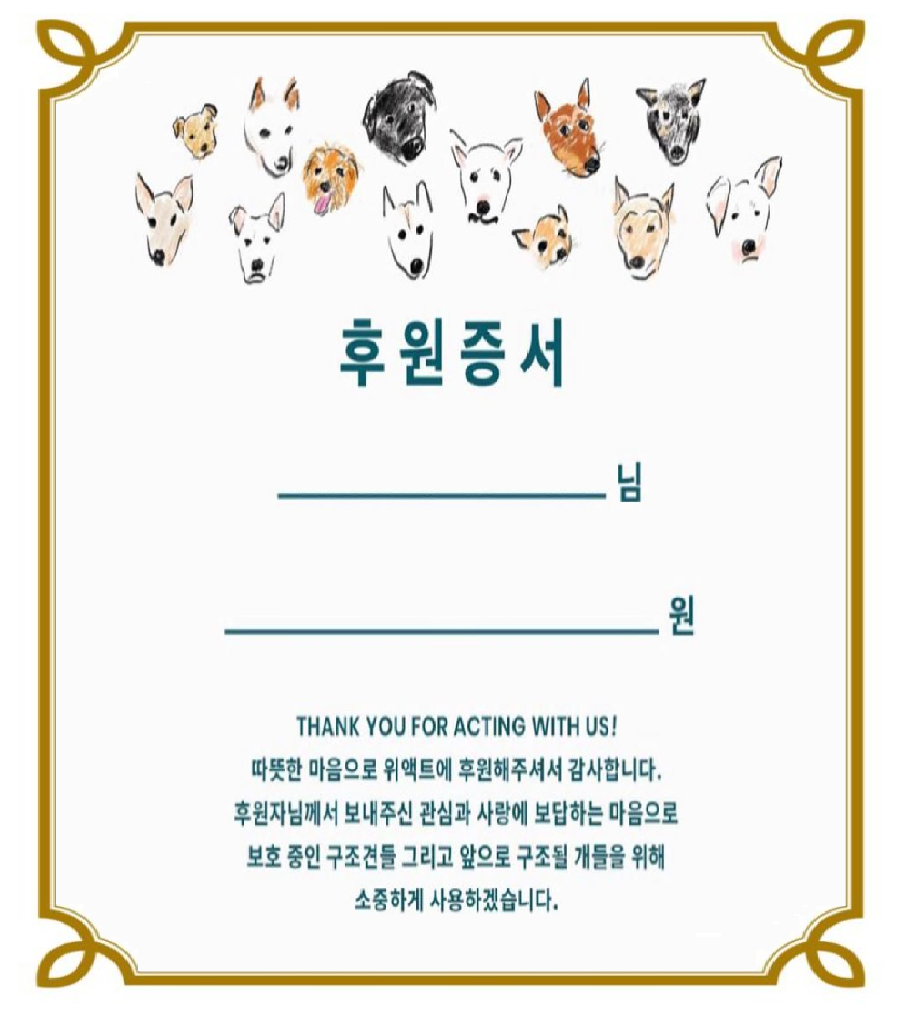 후원증서
님
원
THANK YOU FOR ACTING WITH US!
따뜻한 마음으로 위액트에 후원해주셔서 감사합니다.
후원자님께서 보내주신 관심과 사랑에 보답하는 마음으로
보호 중인 구조견들 그리고 앞으로 구조될 개들을 위해
소중하게 사용하겠습니다.